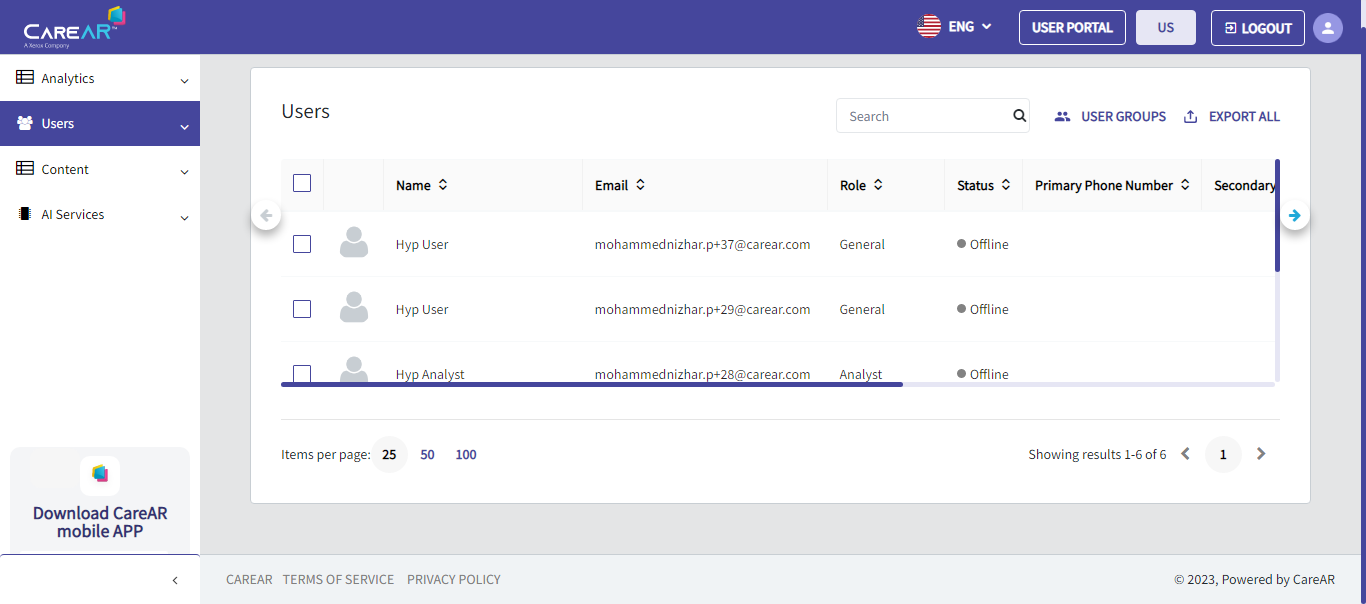 CAREAR™
A Xerox Company
ENG
USER PORTAL
US
LOGOUT
Analytics
Users
Content
AI Services
Download CareAR
mobile APP
Users
Search
USER GROUPS
EXPORT ALL
Name Email Role Status Primary Phone Number Secondary
Hyp User mohammednizhar.p+37@carear.com General Offline
Hyp User mohammednizhar.p+29@carear.com General Offline
Hyp Analyst mohammednizhar.p+28@carear.com Analyst Offline
Items per page: 25 50 100
Showing results 1-6 of 6 1
CAREAR TERMS OF SERVICE PRIVACY POLICY
© 2023, Powered by CareAR